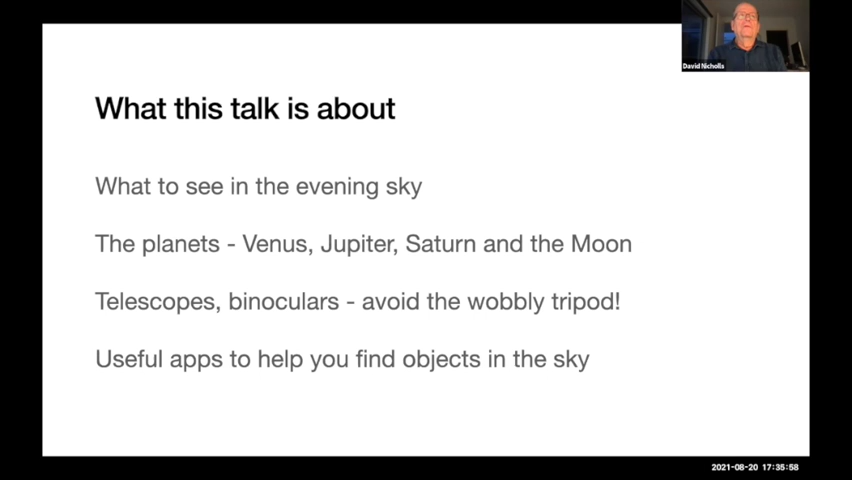 David Nicholls
What this talk is about
What to see in the evening sky
The planets - Venus, Jupiter, Saturn and the Moon
Telescopes, binoculars - avoid the wobbly tripod!
Useful apps to help you find objects in the sky
2021-08-20 17:35:58